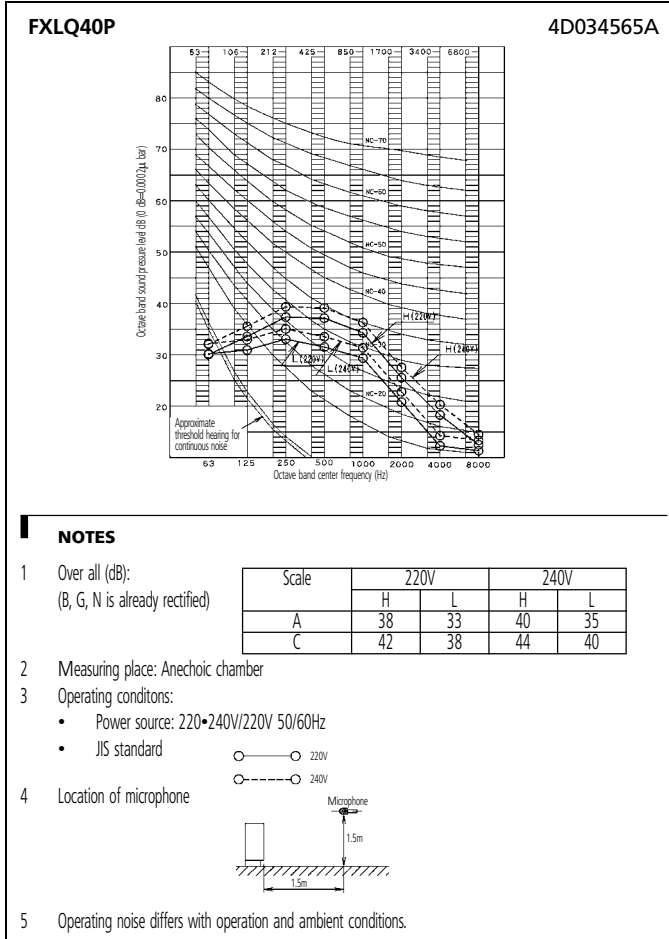 FXLQ40P 4D034565A
53 106 212 425 850 1700 3400 6800
80
70
60
50
40
30
20
Octave band sound pressure level dB (0 dB=0.0002µ bar)
NC-70
NC-60
NC-50
NC-40
NC-20
H(220V)
H(240V)
L(220V)
L(240V)
Approximate
threshold hearing for
continuous noise
63 125 250 500 1000 2000 4000 8000
Octave band center frequency (Hz)
NOTES
1 Over all (dB):
(B, G, N is already rectified)
Scale 220V 240V
H L H L
A 38 33 40 35
C 42 38 44 40
2 Measuring place: Anechoic chamber
3 Operating conditons:
• Power source: 220•240V/220V 50/60Hz
• JIS standard
220V
240V
4 Location of microphone
Microphone
1.5m
1.5m
5 Operating noise differs with operation and ambient conditions.